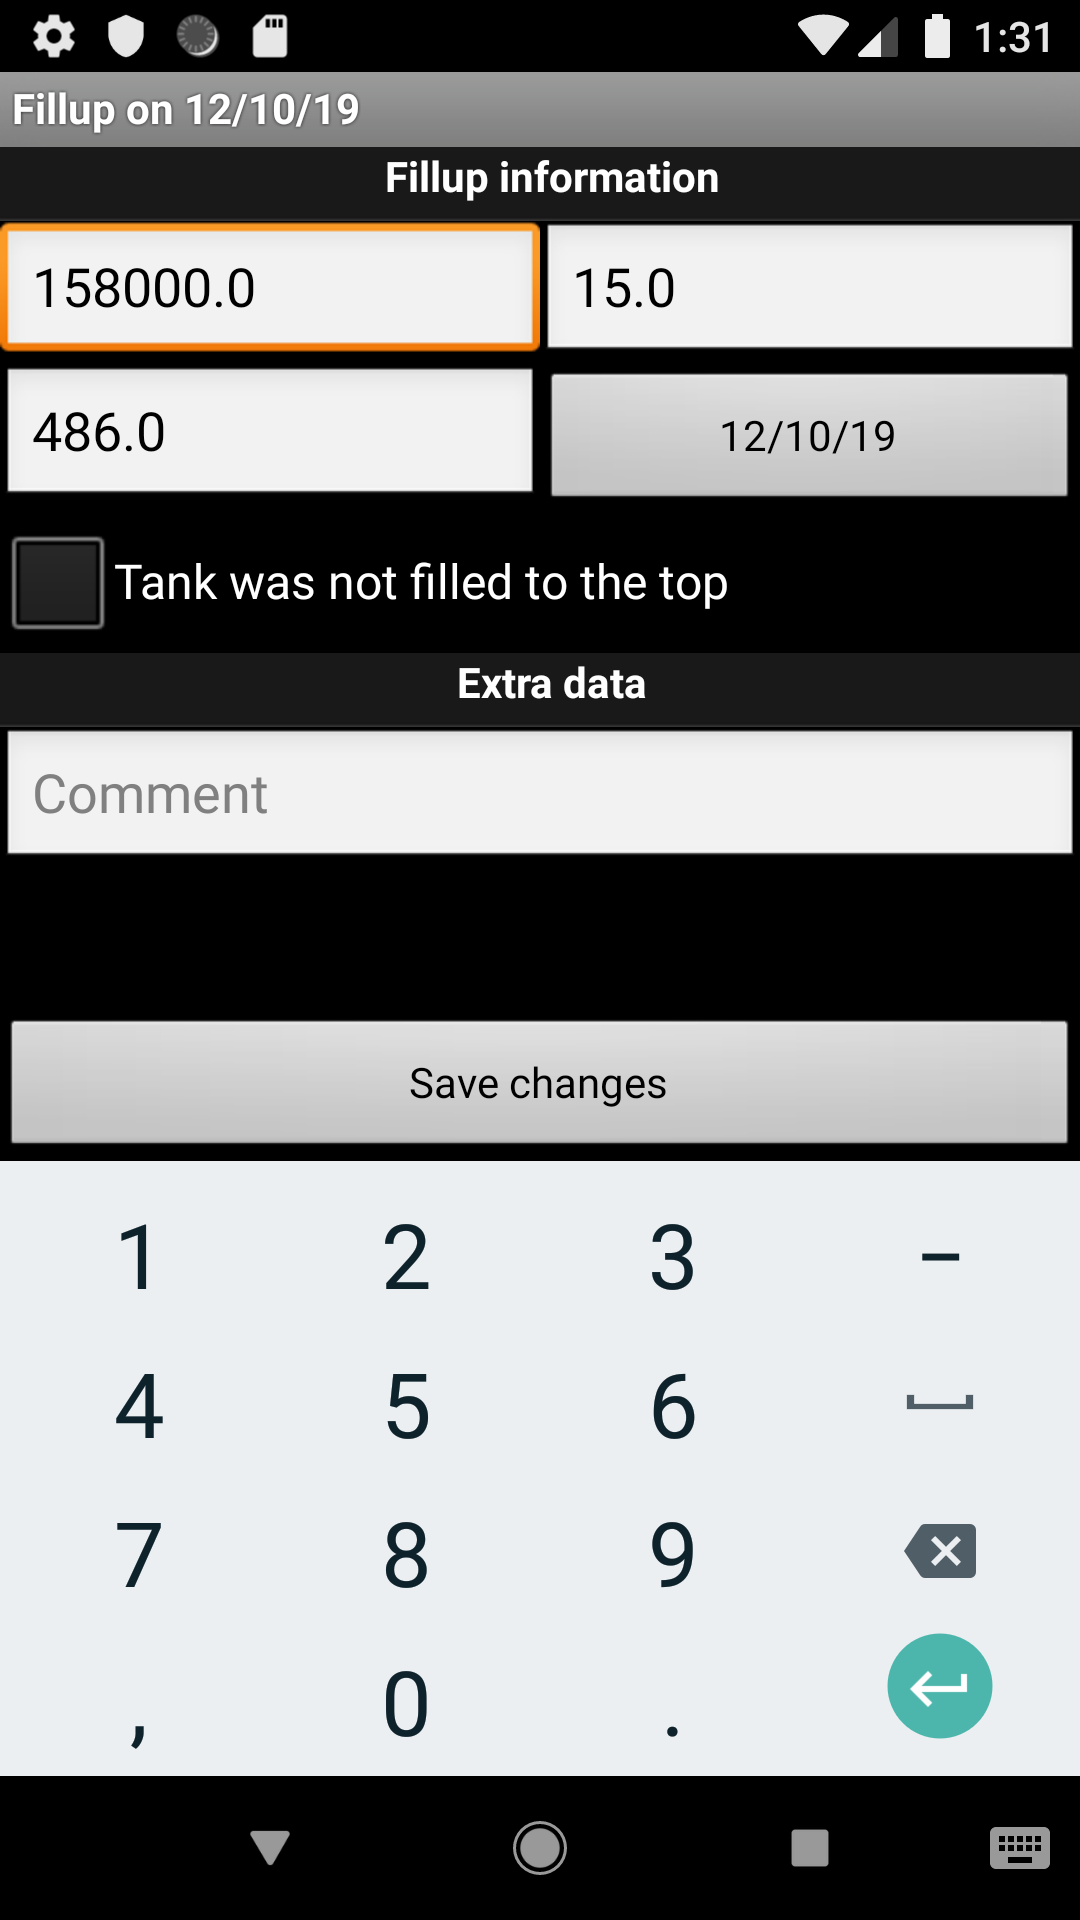 1:31
Fillup on 12/10/19
Fillup information
158000.0 15.0
486.0 12/10/19
Tank was not filled to the top
Extra data
Comment
Save changes
1 2 3 –
4 5 6
7 8 9
, 0 .